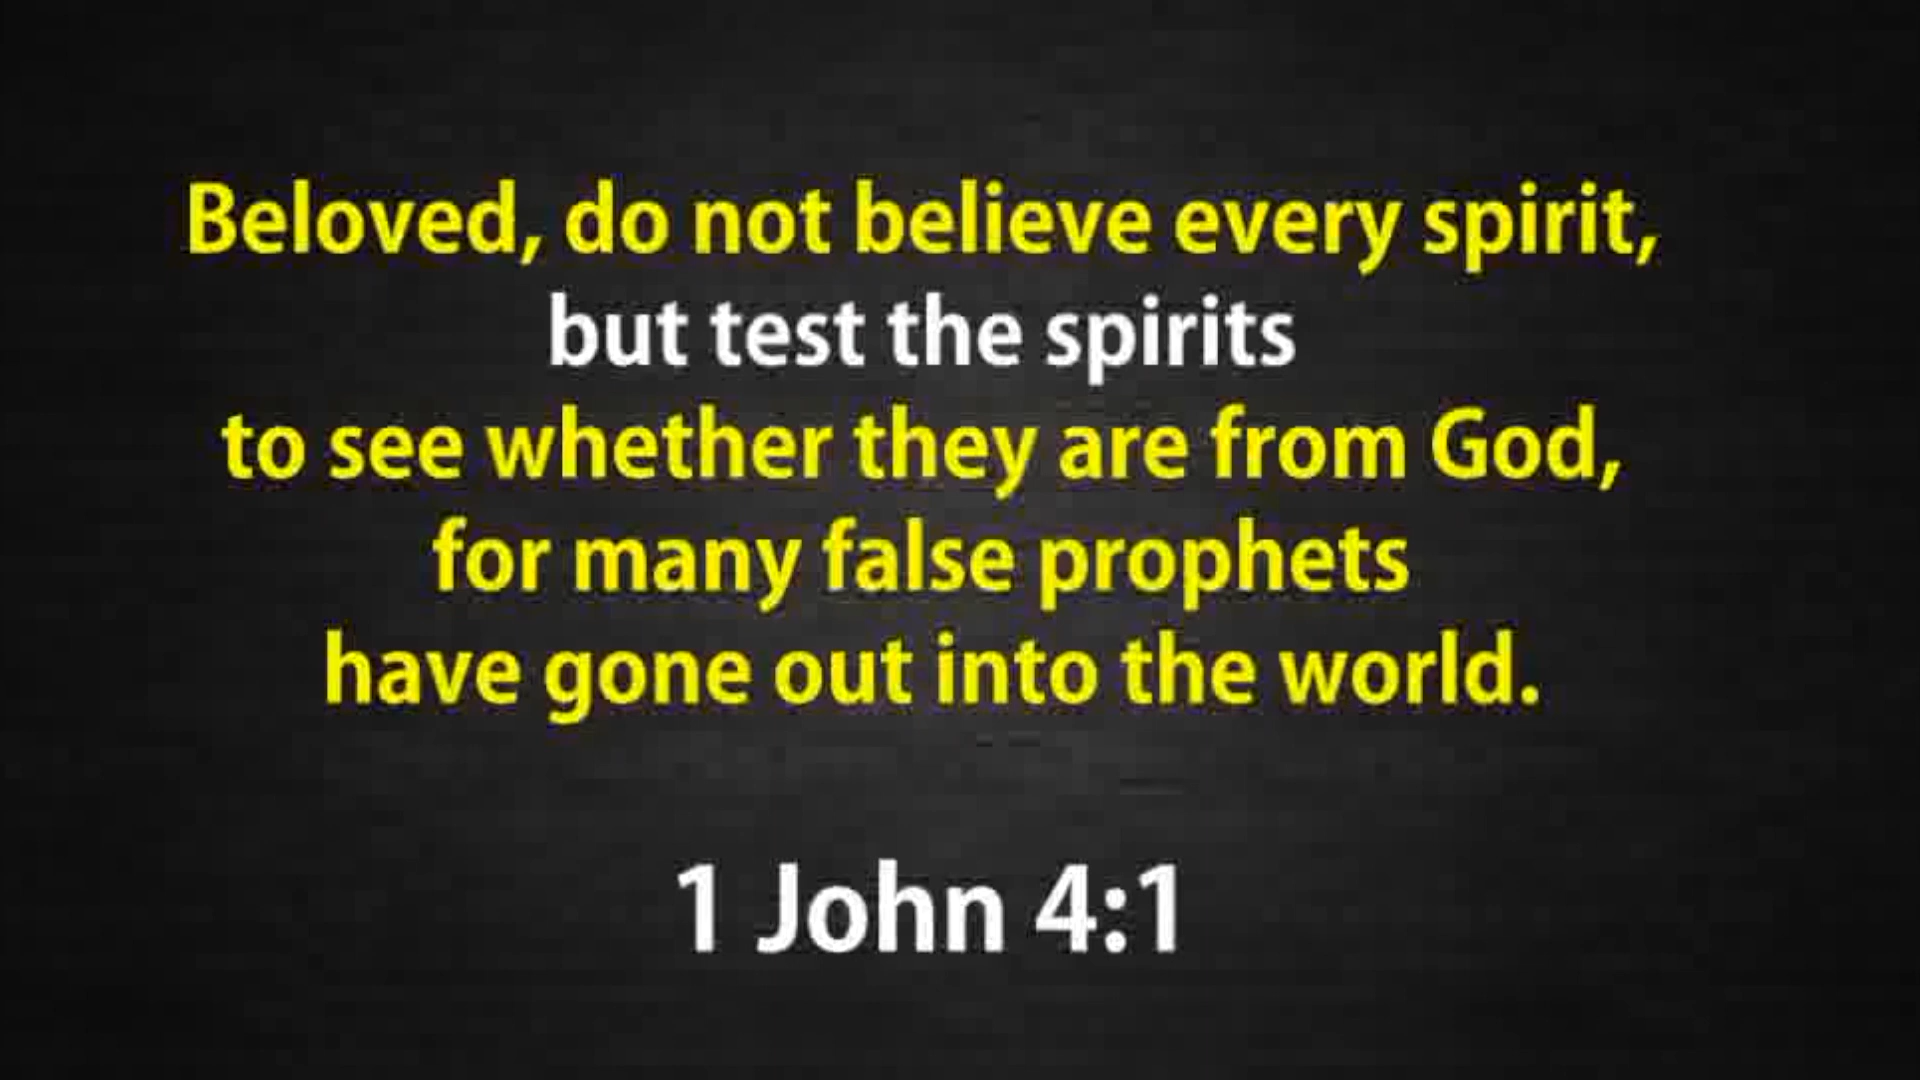 Beloved, do not believe every spirit,
but test the spirits
to see whether they are from God,
for many false prophets
have gone out into the world.
1 John 4:1